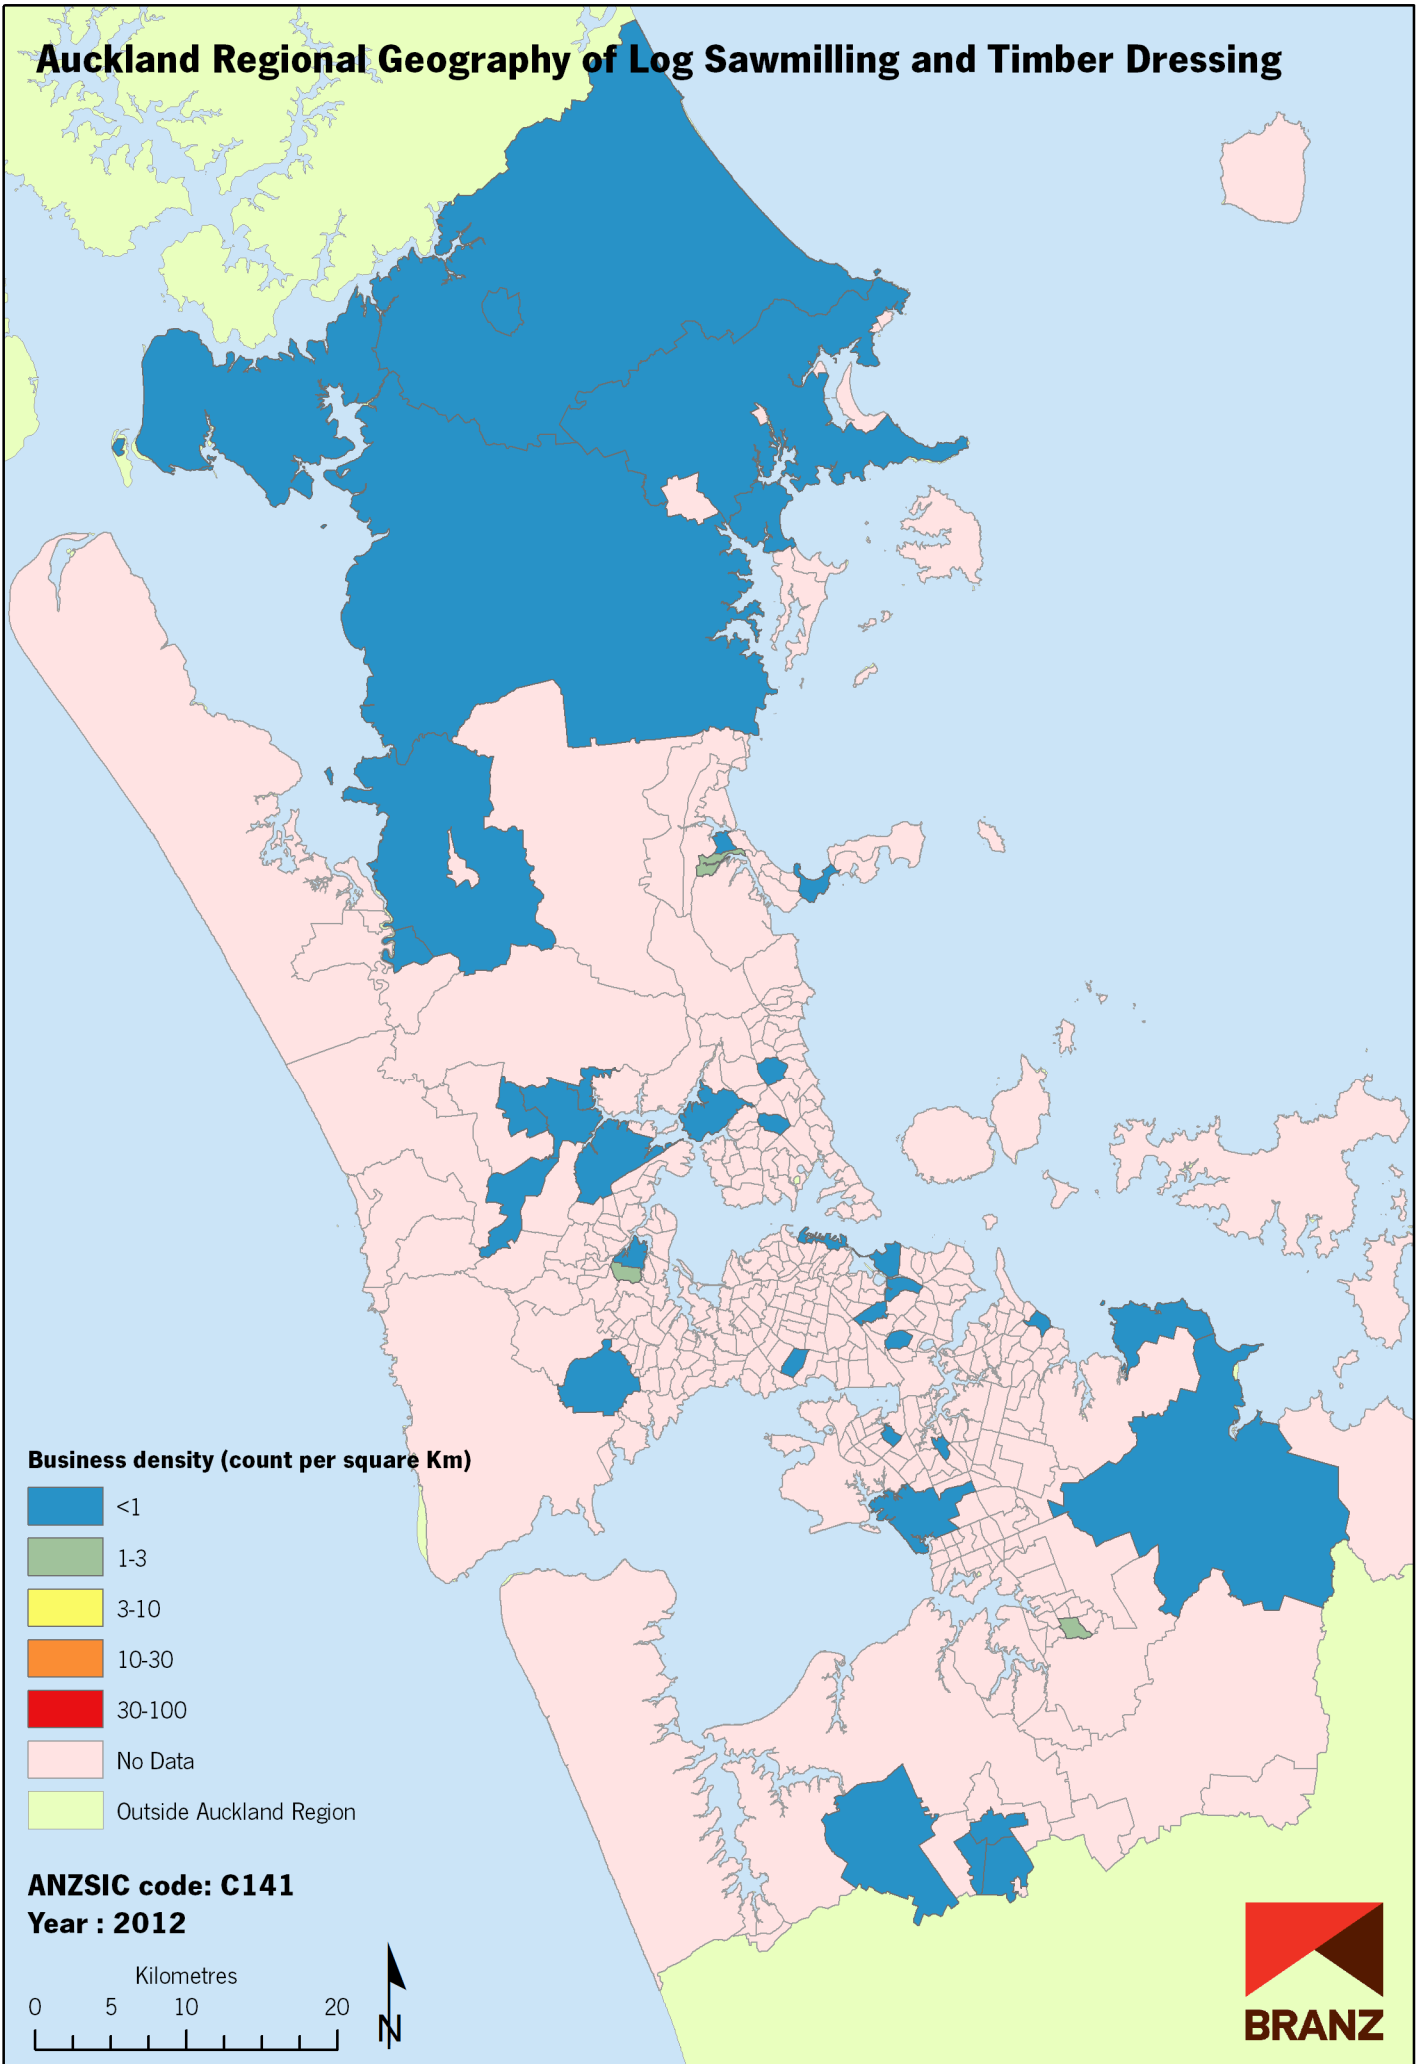 Auckland Regional Geography of Log Sawmilling and Timber Dressing
Business density (count per square Km)
<1
1-3
3-10
10-30
30-100
No Data
Outside Auckland Region
ANZSIC code: C141
Year : 2012
Kilometres
0 5 10 20
N
BRANZ